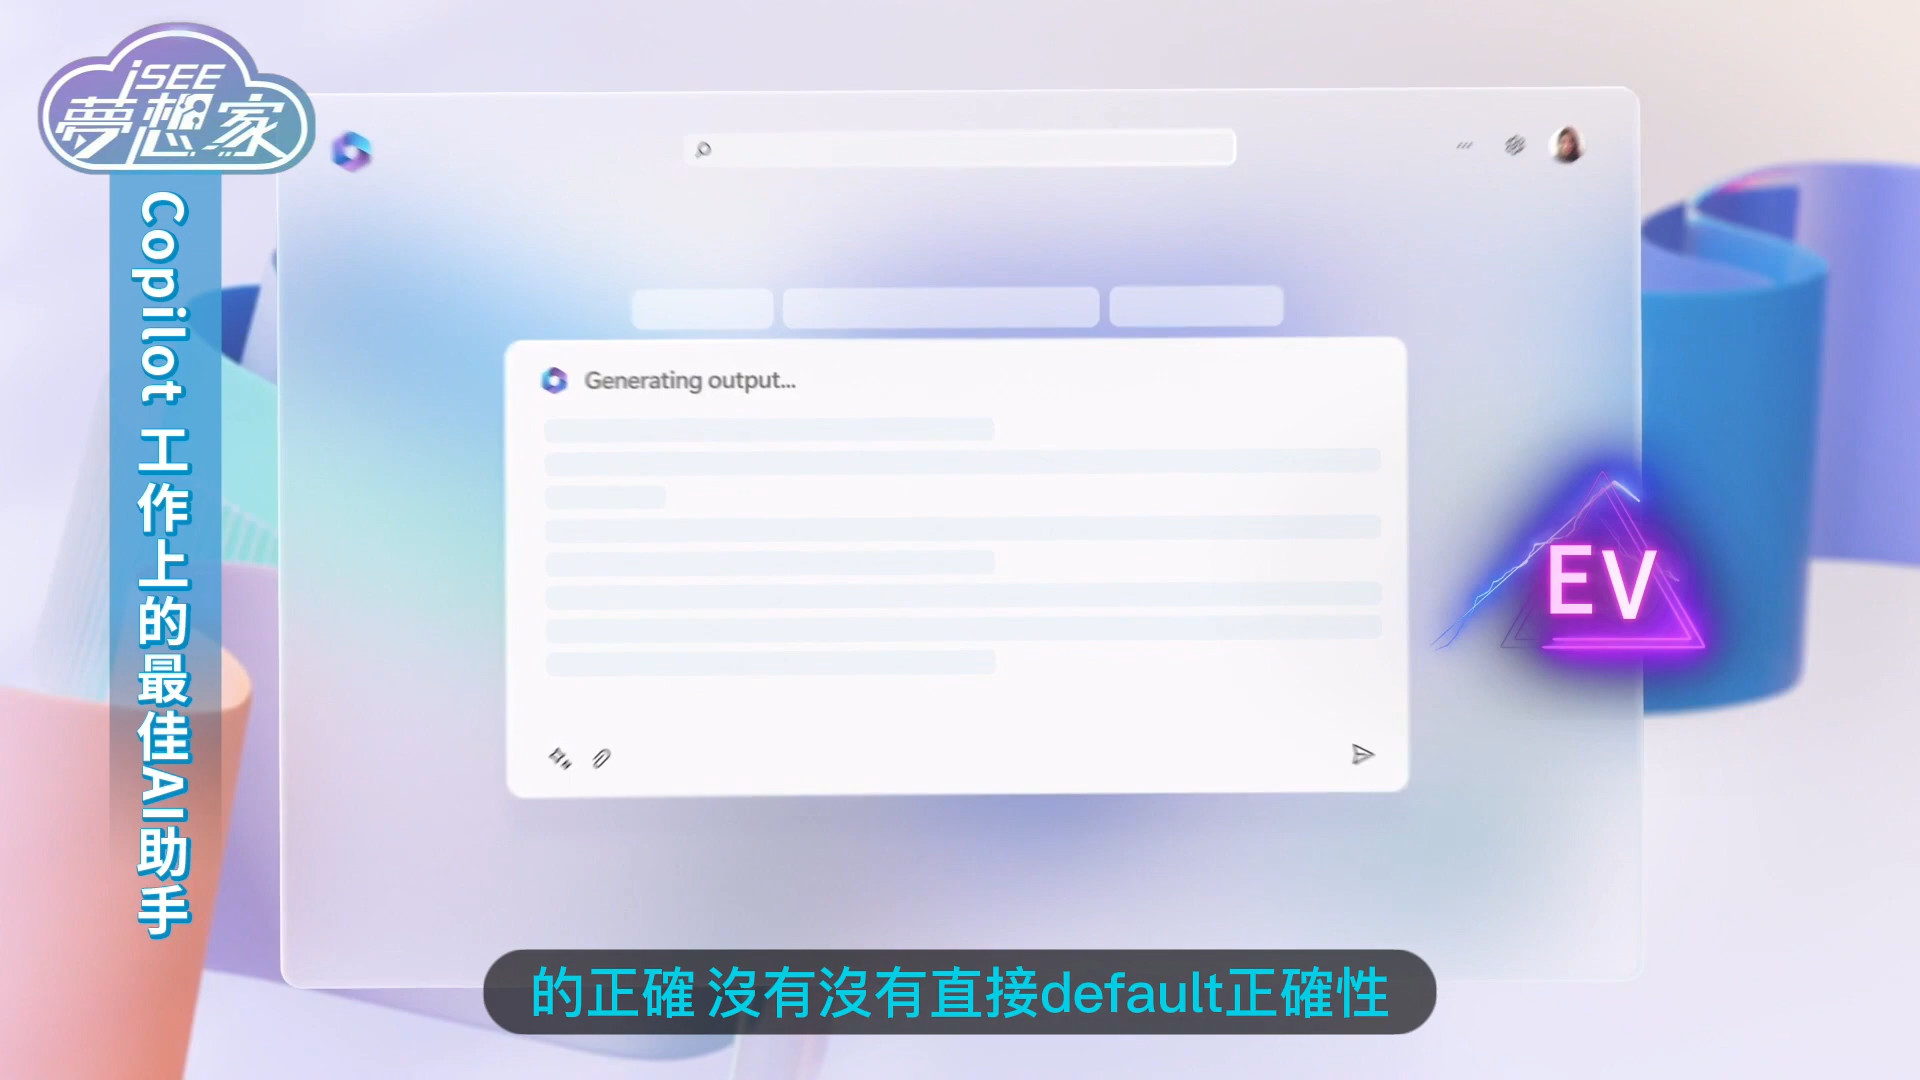 iSEE
夢想家
Copilot 工作上的最佳AI助手
Generating output...
EV
的正確 沒有沒有直接default正確性